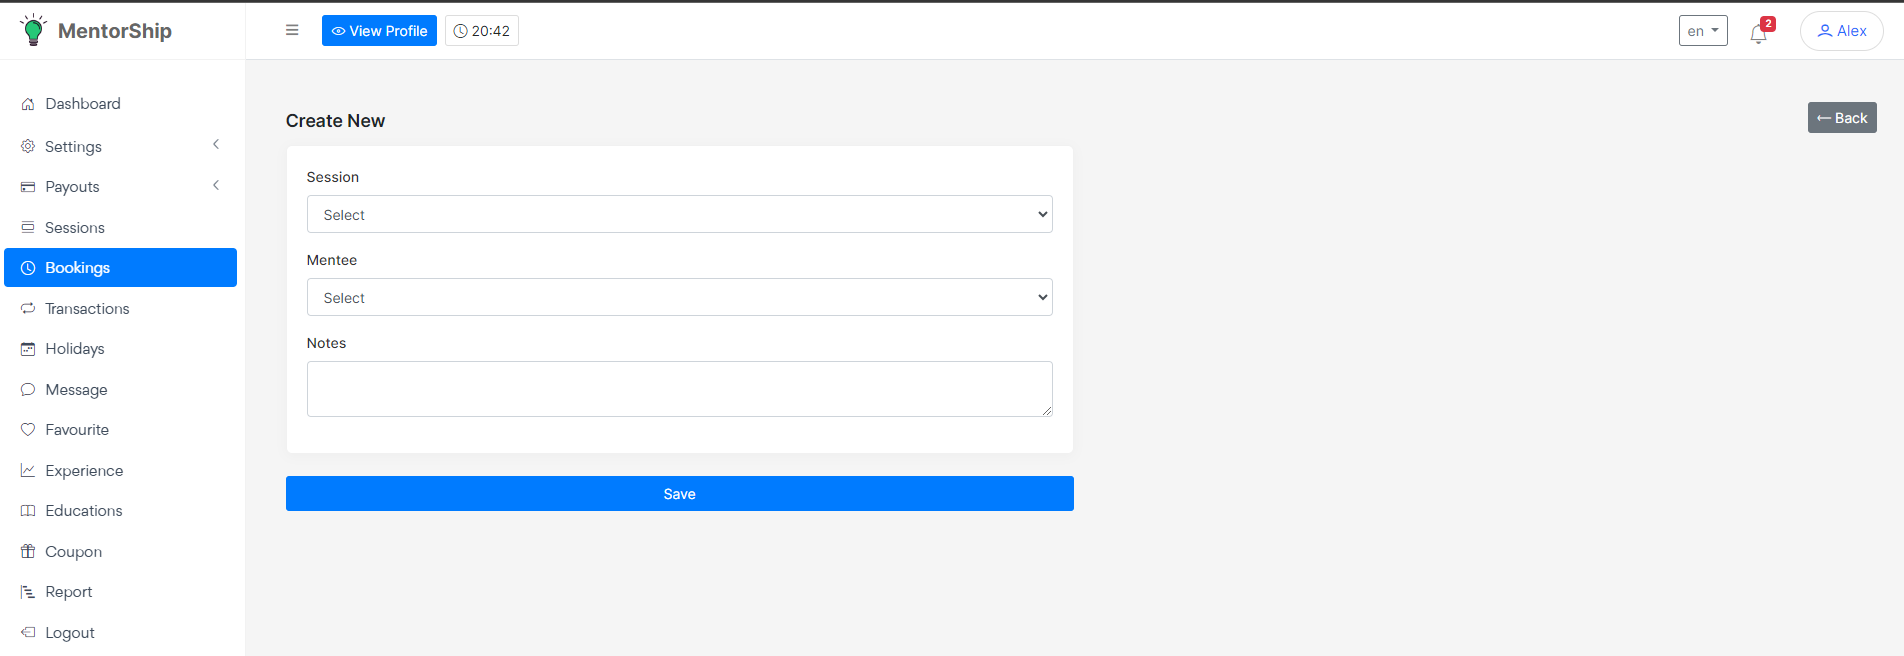 MentorShip
View Profile
20:42
en
2
Alex
Dashboard
Settings
Payouts
Sessions
Bookings
Transactions
Holidays
Message
Favourite
Experience
Educations
Coupon
Report
Logout
Create New
Back
Session
Select
Mentee
Select
Notes
Save